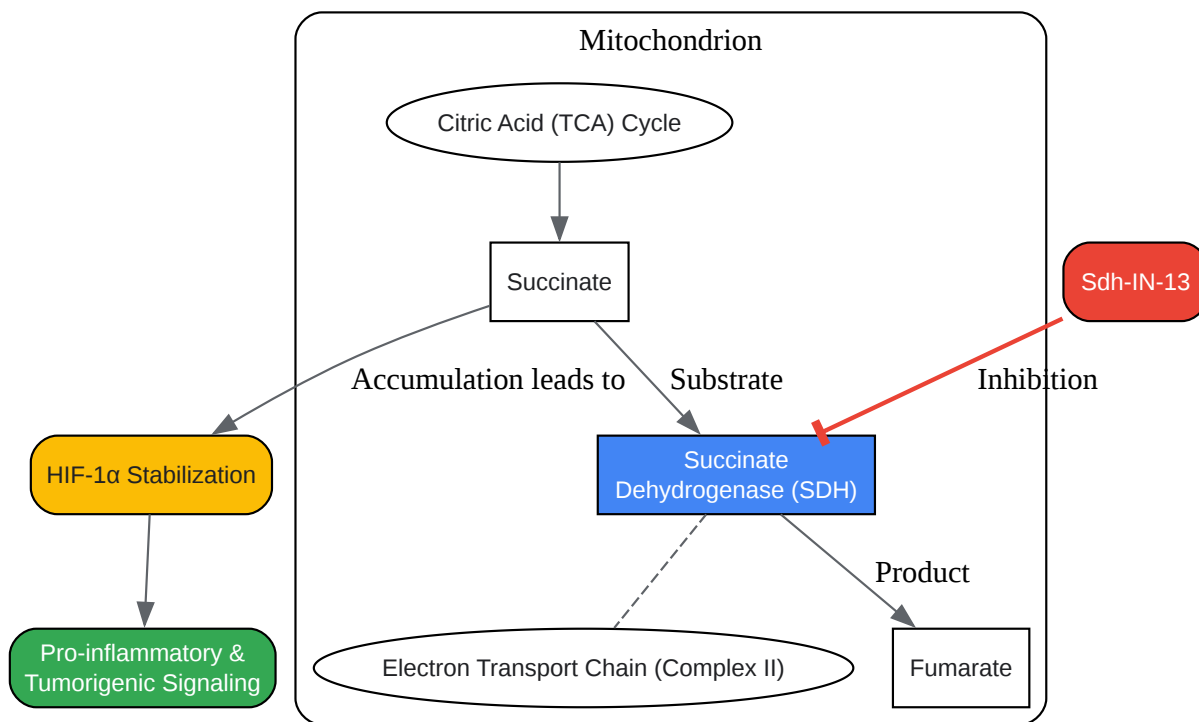 Mitochondrion
Citric Acid (TCA) Cycle
Succinate
Sdh-IN-13
Accumulation leads to
Substrate
Inhibition
HIF-1α Stabilization
Succinate
Dehydrogenase (SDH)
Product
Pro-inflammatory &
Tumorigenic Signaling
Electron Transport Chain (Complex II)
Fumarate